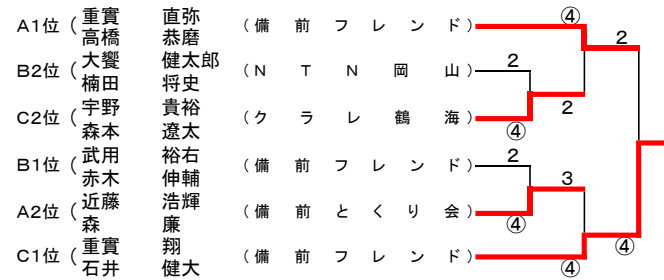 A1位 ( 重實 直弥 ( 備前フレンド )
高橋 恭磨
④
2
B2位 ( 大饗 健太郎 ( NTN岡山 )
楠田 将史
2
2
C2位 ( 宇野 貴裕 ( クラレ鶴海 )
森本 遼太
④
B1位 ( 武用 裕右 ( 備前フレンド )
赤木 伸輔
2
3
A2位 ( 近藤 浩輝 ( 備前とくり会 )
森 廉
④
④
C1位 ( 重實 翔 ( 備前フレンド )
石井 健大
④